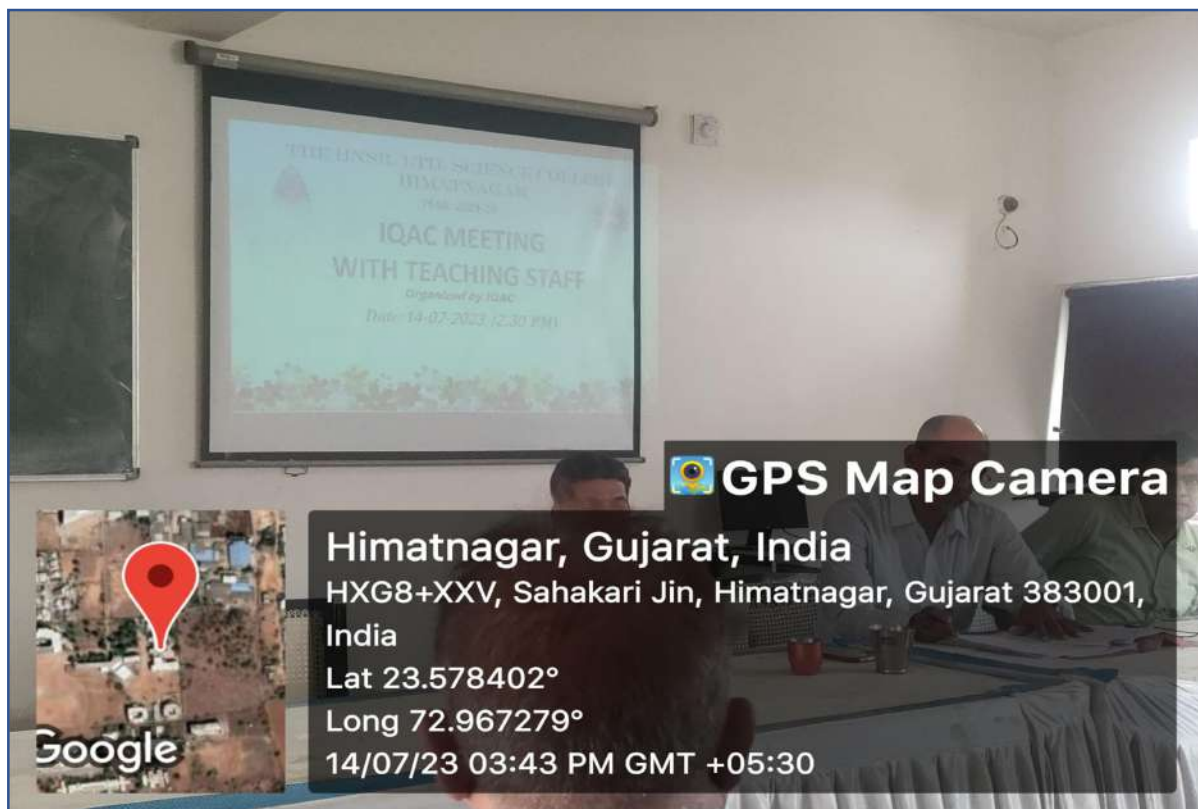 HIMATNAGAR
IQAC MEETING
WITH TEACHING STAFF
Organized by IQAC
GPS Map Camera
Himatnagar, Gujarat, India
HXG8+XXV, Sahakari Jin, Himatnagar, Gujarat 383001,
India
Lat 23.578402°
Long 72.967279°
14/07/23 03:43 PM GMT +05:30
Google